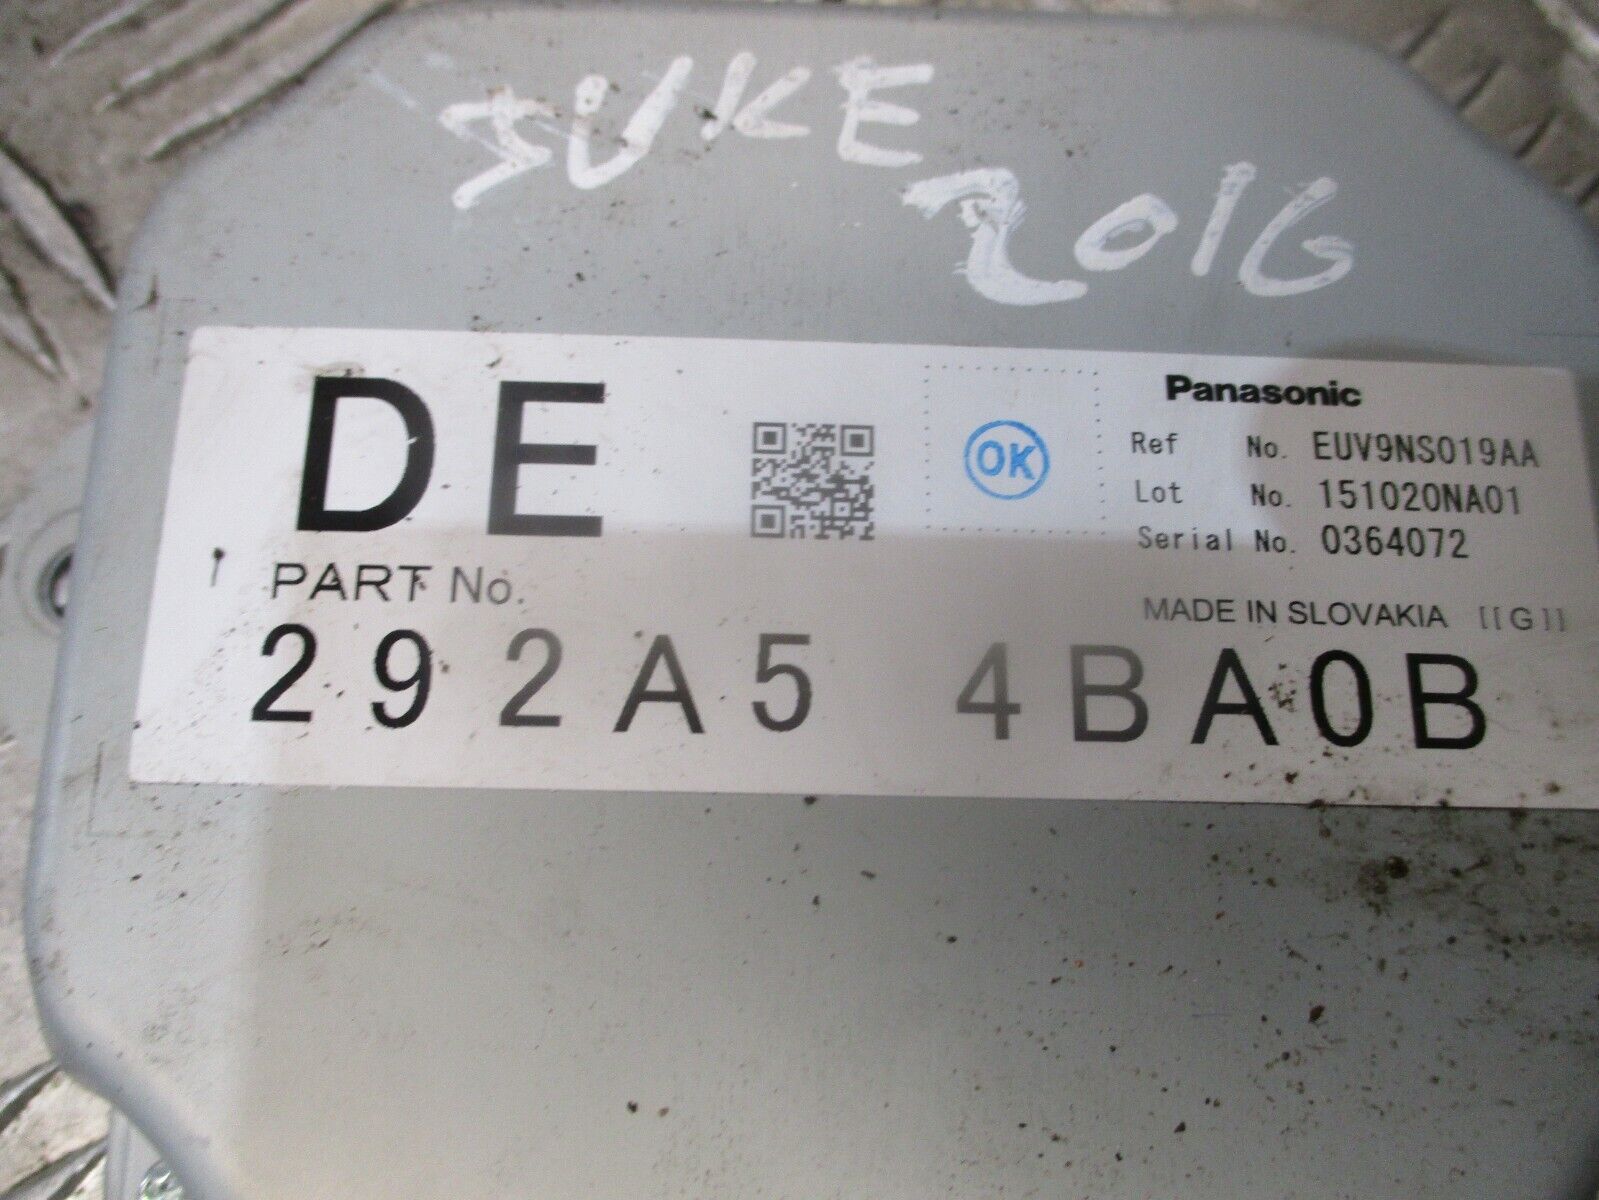 JUKE
2016
DE
OK
Panasonic
Ref No. EUV9NS019AA
Lot No. 151020NA01
Serial No. 0364072
PART No.
MADE IN SLOVAKIA [[G]]
292A5 4BA0B